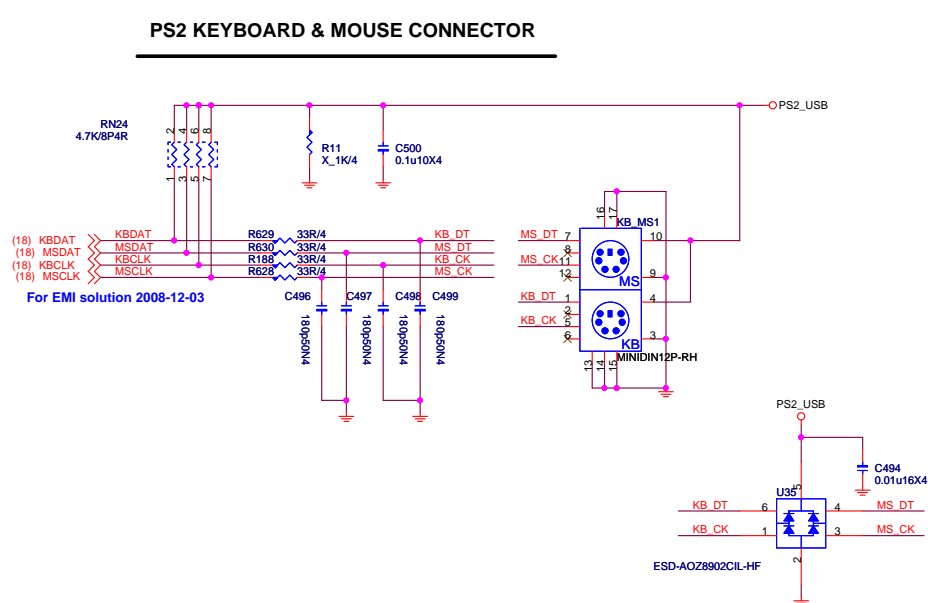 PS2 KEYBOARD & MOUSE CONNECTOR
PS2_USB
RN24
4.7K/8P4R
2 4 6 8
1 3 5 7
R11
X_1K/4
C500
0.1u10X4
(18) KBDAT KBDAT R629 33R/4 KB_DT
(18) MSDAT MSDAT R630 33R/4 MS_DT
(18) KBCLK KBCLK R188 33R/4 KB_CK
(18) MSCLK MSCLK R628 33R/4 MS_CK
For EMI solution 2008-12-03
C496 C497 C498 C499
180p50N4 180p50N4 180p50N4 180p50N4
16 17
KB_MS1
MS_DT 7 10
8
MS_CK 11
12 9
MS
KB_DT 1 4
2
KB_CK 5
6 3
KB
MINIDIN12P-RH
13 14 15
PS2_USB
C494
0.01u16X4
5
U35
KB_DT 6 4 MS_DT
KB_CK 1 3 MS_CK
2
ESD-AOZ8902CIL-HF